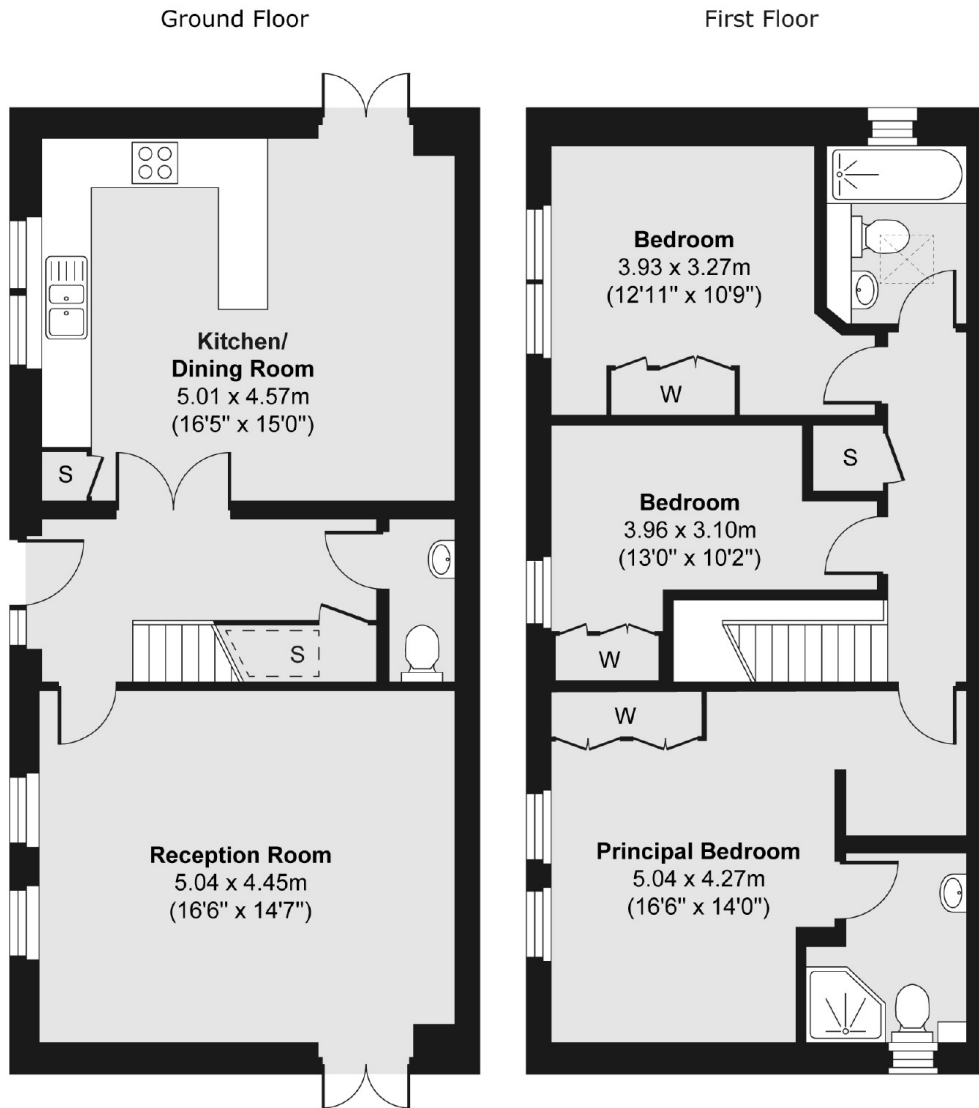 Ground Floor
First Floor
Kitchen/
Dining Room
5.01 x 4.57m
(16'5" x 15'0")
S
S
Reception Room
5.04 x 4.45m
(16'6" x 14'7")
Bedroom
3.93 x 3.27m
(12'11" x 10'9")
W
S
Bedroom
3.96 x 3.10m
(13'0" x 10'2")
W
W
Principal Bedroom
5.04 x 4.27m
(16'6" x 14'0")